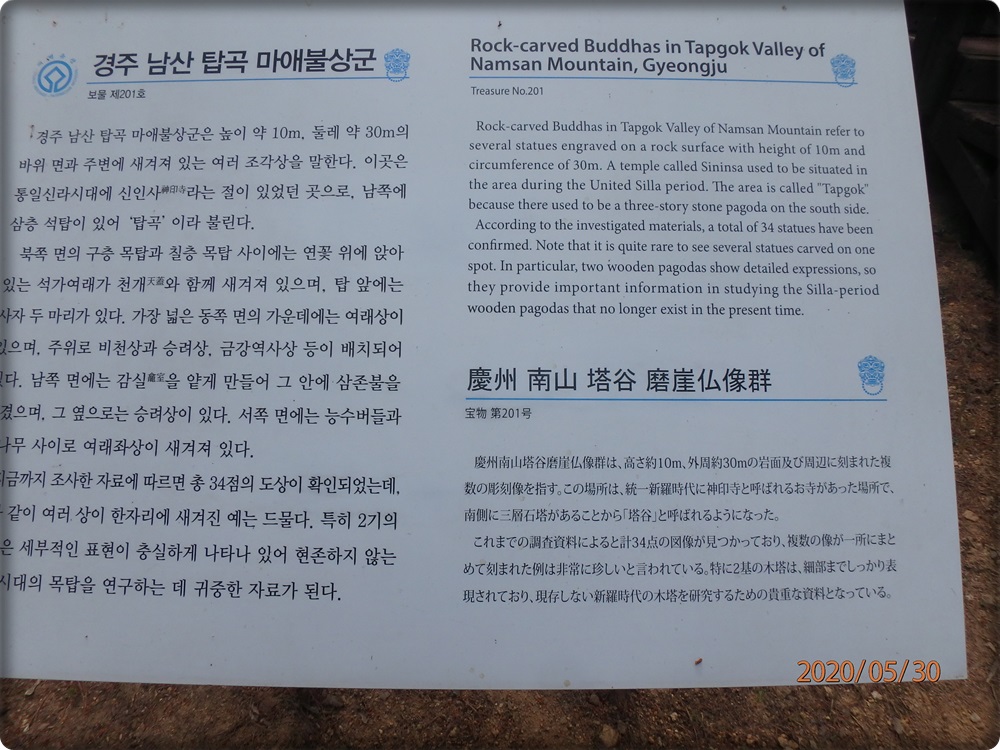 경주 남산 탑곡 마애불상군
보물 제201호
경주 남산 탑곡 마애불상군은 높이 약 10m, 둘레 약 30m의
바위 면과 주변에 새겨져 있는 여러 조각상을 말한다. 이곳은
통일신라시대에 신인사神印寺라는 절이 있었던 곳으로, 남쪽에
삼층 석탑이 있어 '탑곡' 이라 불린다.
북쪽 면의 구층 목탑과 칠층 목탑 사이에는 연꽃 위에 앉아
있는 석가여래가 천개天蓋와 함께 새겨져 있으며, 탑 앞에는
사자 두 마리가 있다. 가장 넓은 동쪽 면의 가운데에는 여래상이
있으며, 주위로 비천상과 승려상, 금강역사상 등이 배치되어
있다. 남쪽 면에는 감실龕室을 얕게 만들어 그 안에 삼존불을
겼으며, 그 옆으로는 승려상이 있다. 서쪽 면에는 능수버들과
나무 사이로 여래좌상이 새겨져 있다.
지금까지 조사한 자료에 따르면 총 34점의 도상이 확인되었는데,
같이 여러 상이 한자리에 새겨진 예는 드물다. 특히 2기의
은 세부적인 표현이 충실하게 나타나 있어 현존하지 않는
시대의 목탑을 연구하는 데 귀중한 자료가 된다.
Rock-carved Buddhas in Tapgok Valley of
Namsan Mountain, Gyeongju
Treasure No.201
Rock-carved Buddhas in Tapgok Valley of Namsan Mountain refer to
several statues engraved on a rock surface with height of 10m and
circumference of 30m. A temple called Sininsa used to be situated in
the area during the United Silla period. The area is called "Tapgok"
because there used to be a three-story stone pagoda on the south side.
According to the investigated materials, a total of 34 statues have been
confirmed. Note that it is quite rare to see several statues carved on one
spot. In particular, two wooden pagodas show detailed expressions, so
they provide important information in studying the Silla-period
wooden pagodas that no longer exist in the present time.
慶州 南山 塔谷 磨崖仏像群
宝物 第201号
慶州南山塔谷磨崖仏像群は、高さ約10m、外周約30mの岩面及び周辺に刻まれた複
数の彫刻像を指す。この場所は、統一新羅時代に神印寺と呼ばれるお寺があった場所で、
南側に三層石塔があることから「塔谷」と呼ばれるようになった。
これまでの調査資料によると計34点の図像が見つかっており、複数の像が一所にまと
めて刻まれた例は非常に珍しいと言われている。特に2基の木塔は、細部までしっかり表
現されており、現存しない新羅時代の木塔を研究するための貴重な資料となっている。
2020/05/30